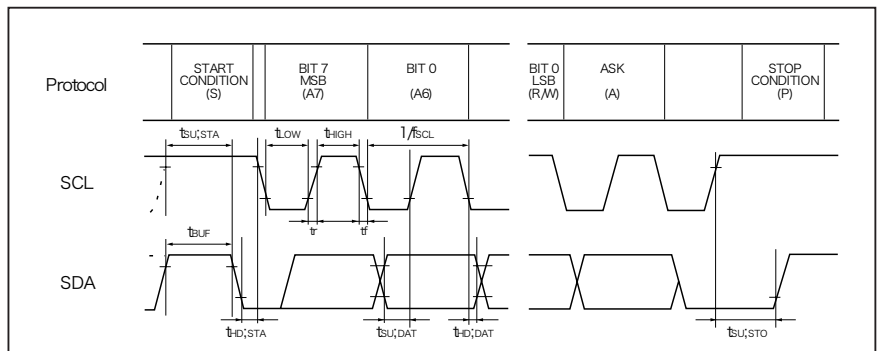 Protocol
START
CONDITION
(S)
BIT 7
MSB
(A7)
BIT 0
(A6)
BIT 0
LSB
(R/W)
ASK
(A)
STOP
CONDITION
(P)
tSU;STA
tLOW
tHIGH
1/fSCL
SCL
tr
tf
tBUF
SDA
tHD;STA
tSU;DAT
tHD;DAT
tSU;STO